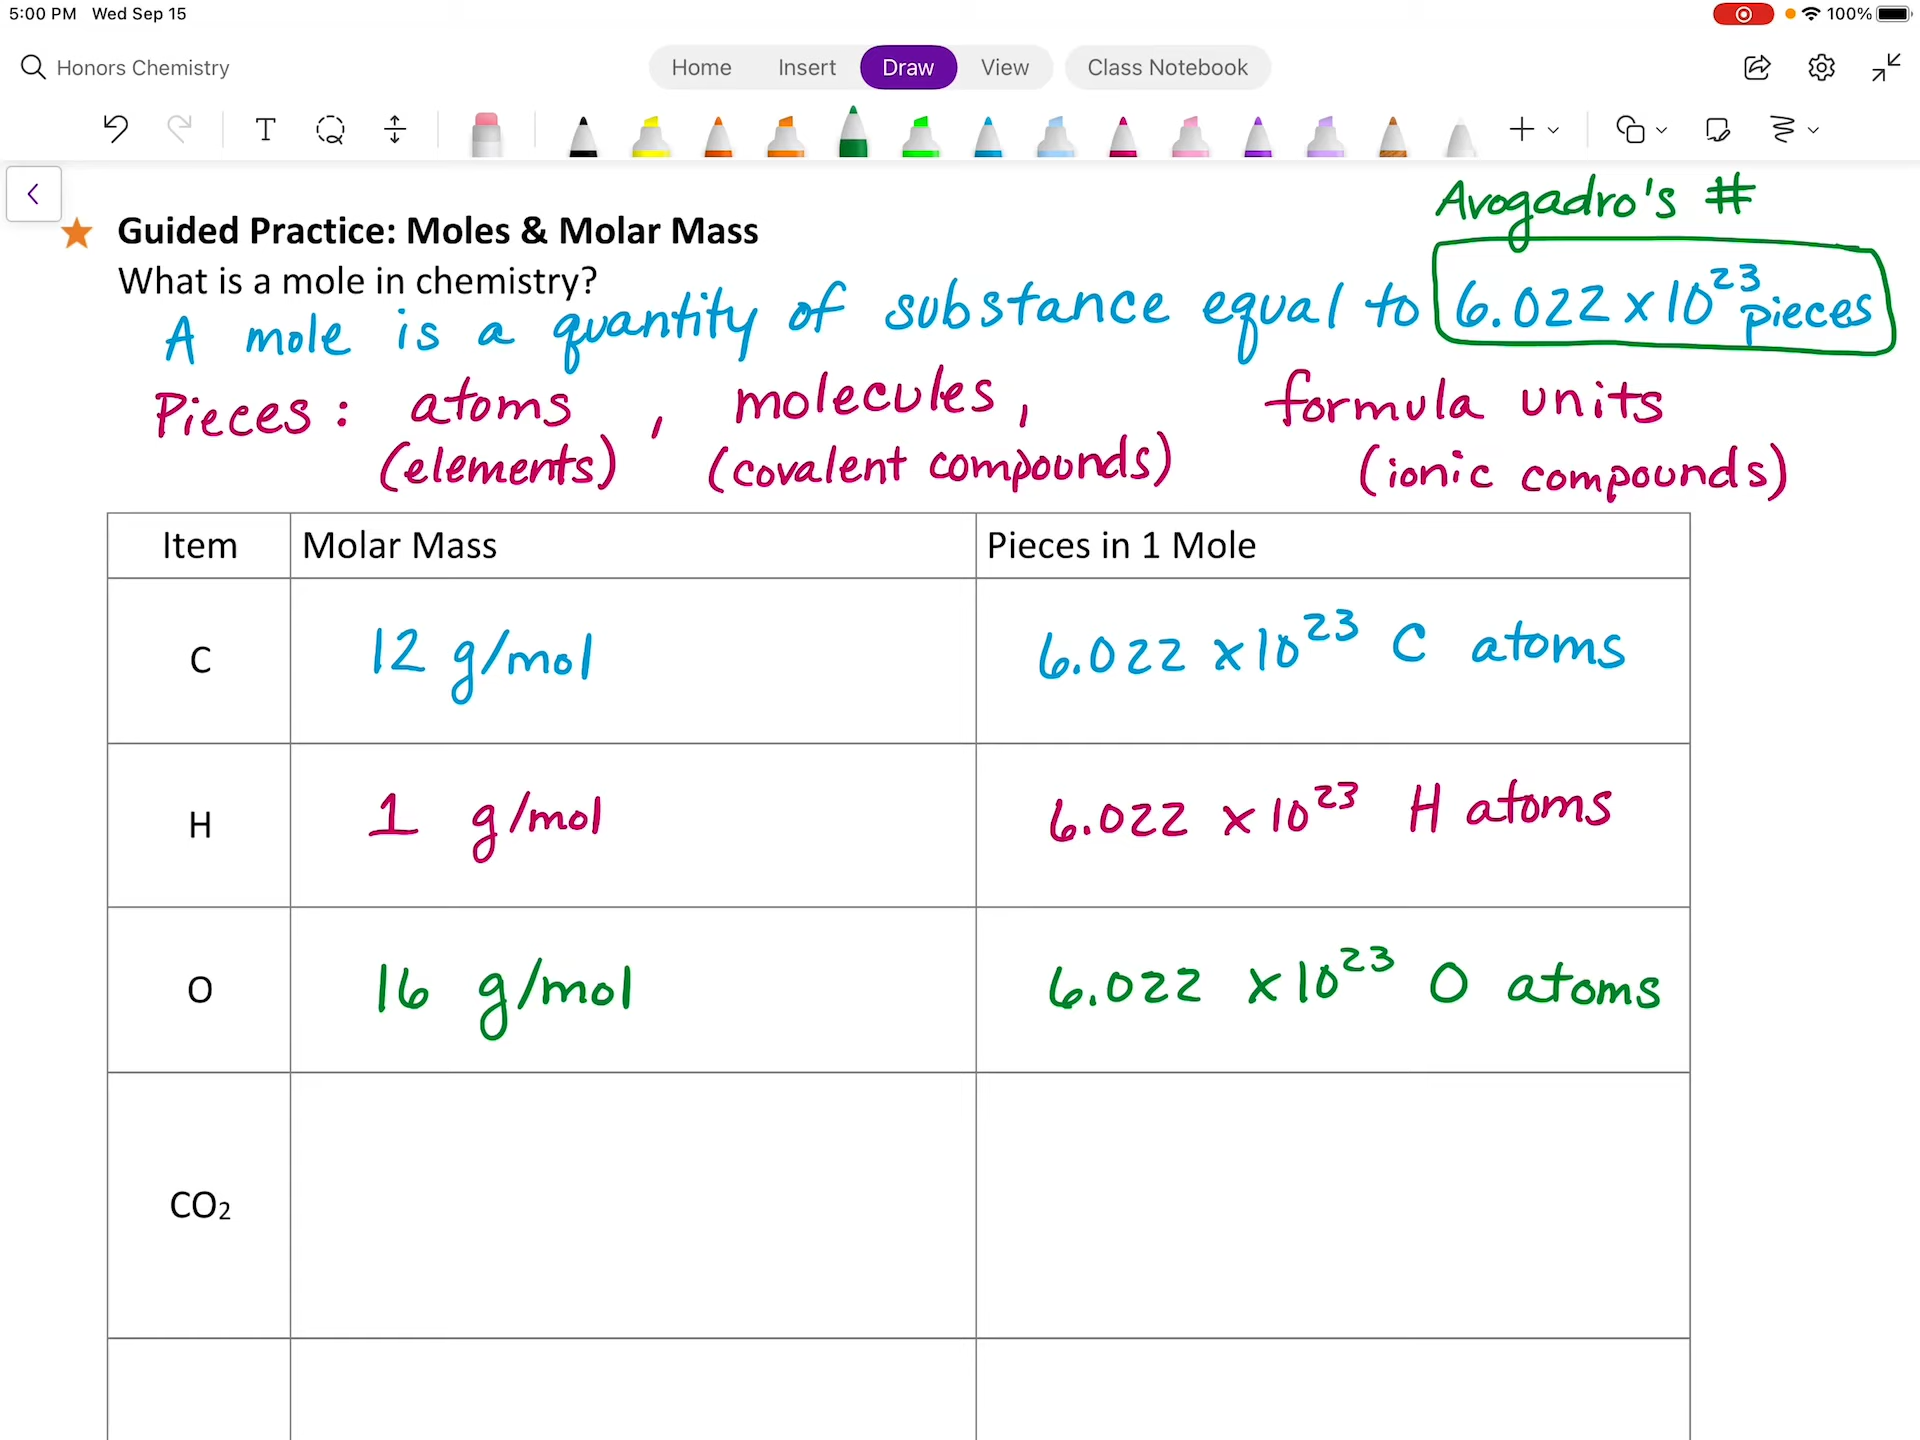 5:00 PM Wed Sep 15 100%
Honors Chemistry Home Insert Draw View Class Notebook
T
Avogadro's #
Guided Practice: Moles & Molar Mass
What is a mole in chemistry?
A mole is a quantity of substance equal to 6.022 x 10²³ pieces
Pieces: atoms, molecules, formula units
(elements) (covalent compounds) (ionic compounds)
Item Molar Mass Pieces in 1 Mole
C 12 g/mol 6.022 x 10²³ C atoms
H 1 g/mol 6.022 x 10²³ H atoms
O 16 g/mol 6.022 x 10²³ O atoms
CO₂